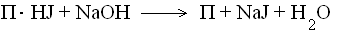 П · HJ + NaOH ⟶ П + NaJ + H₂O